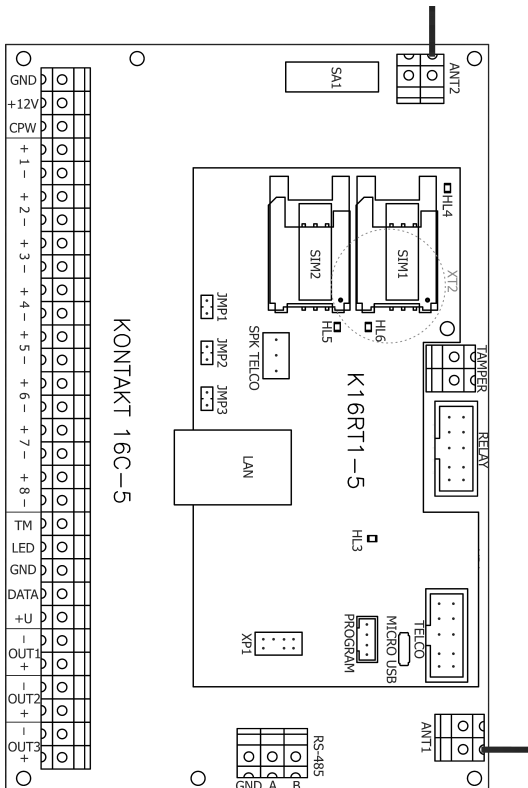 GND
+12V
CPW
+ 1 -
+ 2 -
+ 3 -
+ 4 -
+ 5 -
+ 6 -
+ 7 -
+ 8 -
TM
LED
GND
DATA
+U
- OUT1 +
- OUT2 +
- OUT3 +
KONTAKT 16C-5
SA1
ANT2
HL4
SIM2
SIM1
XT2
HL5
HL6
JMP1
JMP2
JMP3
SPK TELCO
TAMPER
RELAY
K16RT1-5
LAN
HL3
XP1
PROGRAM
MICRO USB
TELCO
ANT1
RS-485
GND A B